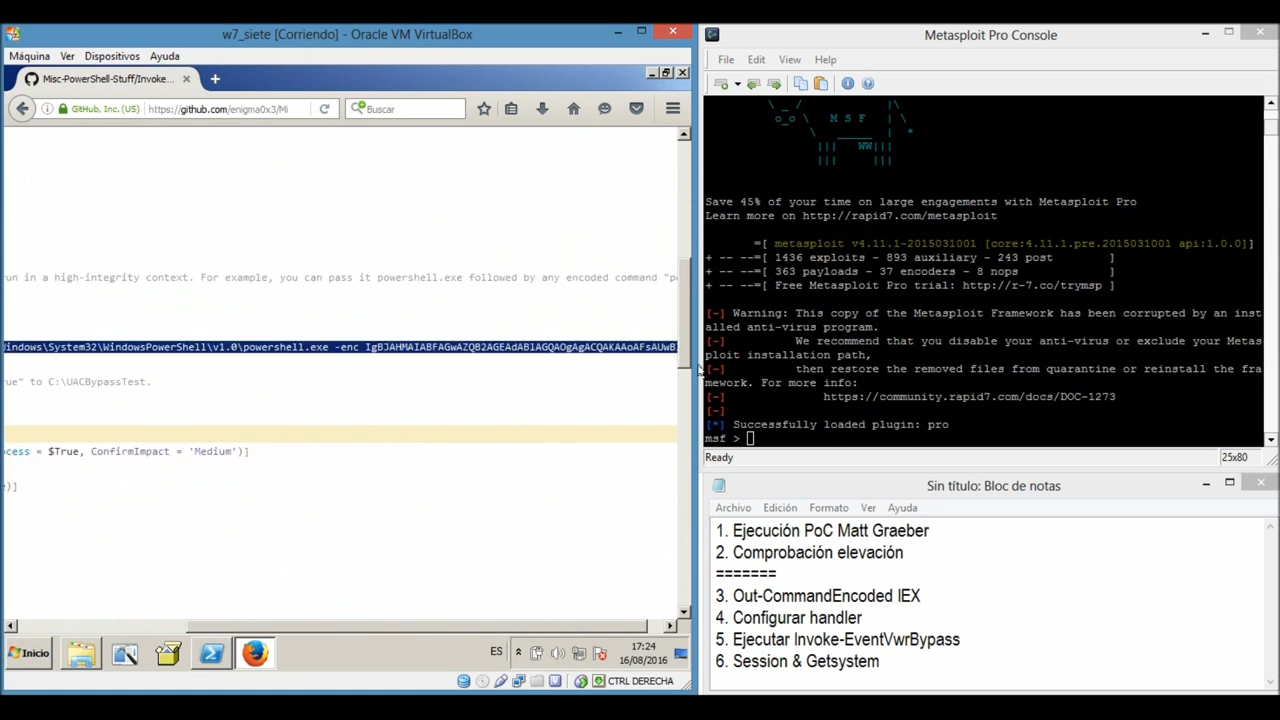 w7_siete [Corriendo] - Oracle VM VirtualBox
Máquina Ver Dispositivos Ayuda
Misc-PowerShell-Stuff/Invoke...
GitHub, Inc. (US) https://github.com/enigma0x3/Mi Buscar
run in a high-integrity context. For example, you can pass it powershell.exe followed by any encoded command "po
Windows\System32\WindowsPowerShell\v1.0\powershell.exe -enc
rue" to C:\UACBypassTest.
ocess = $True, ConfirmImpact = 'Medium')]
)]
Inicio
ES
17:24
16/08/2016
CTRL DERECHA
Metasploit Pro Console
File Edit View Help
M S F
WW
Save 45% of your time on large engagements with Metasploit Pro
Learn more on http://rapid7.com/metasploit
=[ metasploit v4.11.1-2015031001 [core:4.11.1.pre.2015031001 api:1.0.0]]
+ -- --=[ 1436 exploits - 893 auxiliary - 243 post ]
+ -- --=[ 363 payloads - 37 encoders - 8 nops ]
+ -- --=[ Free Metasploit Pro trial: http://r-7.co/trymsp ]
[-] Warning: This copy of the Metasploit Framework has been corrupted by an inst
alled anti-virus program.
[-] We recommend that you disable your anti-virus or exclude your Metas
ploit installation path,
[-] then restore the removed files from quarantine or reinstall the fra
mework. For more info:
[-] https://community.rapid7.com/docs/DOC-1273
[-]
[*] Successfully loaded plugin: pro
msf >
Ready 25x80
Sin título: Bloc de notas
Archivo Edición Formato Ver Ayuda
1. Ejecución PoC Matt Graeber
2. Comprobación elevación
=======
3. Out-CommandEncoded IEX
4. Configurar handler
5. Ejecutar Invoke-EventVwrBypass
6. Session & Getsystem